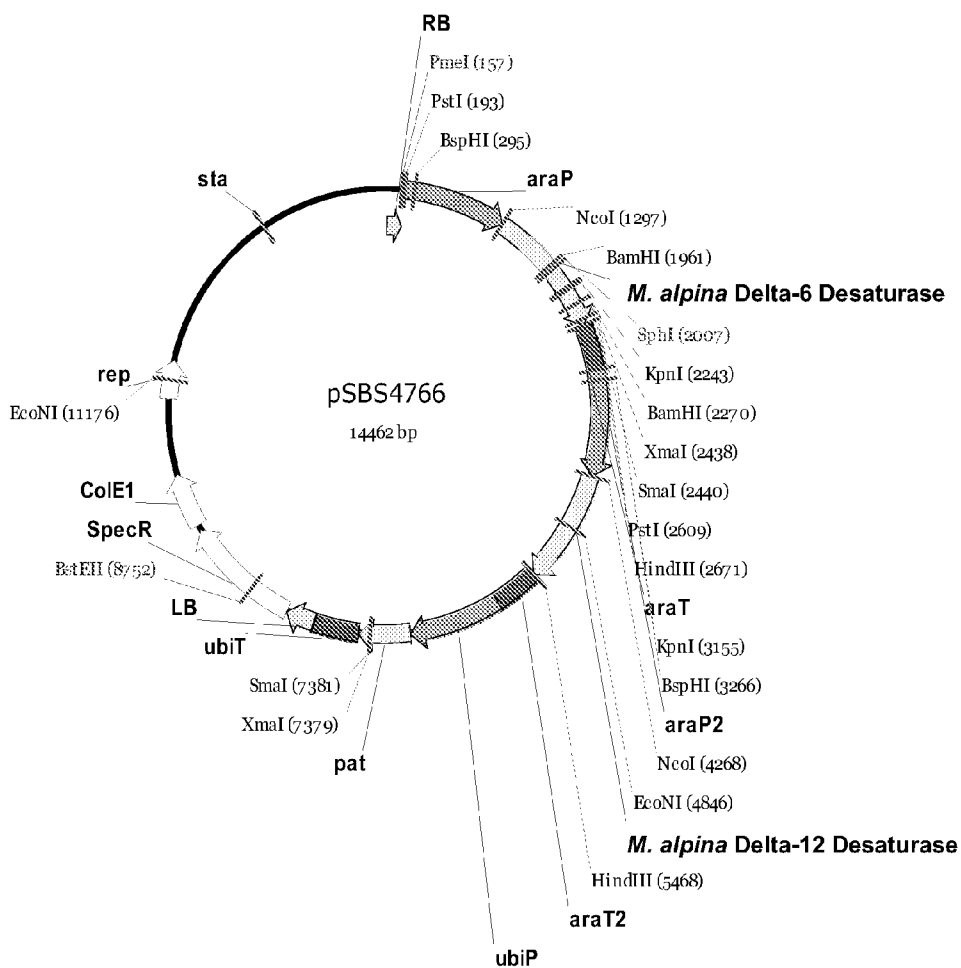 RB
PmeI (157)
PstI (193)
BspHI (295)
sta
araP
NcoI (1297)
BamHI (1961)
M. alpina Delta-6 Desaturase
SphI (2007)
rep
KpnI (2243)
pSBS4766
EcoNI (11176)
BamHI (2270)
14462 bp
XmaI (2438)
ColE1
SmaI (2440)
SpecR
PstI (2609)
BstEII (8752)
HindIII (2671)
LB
araT
ubiT
KpnI (3155)
SmaI (7381)
BspHI (3266)
XmaI (7379)
araP2
pat
NcoI (4268)
EcoNI (4846)
M. alpina Delta-12 Desaturase
HindIII (5468)
araT2
ubiP